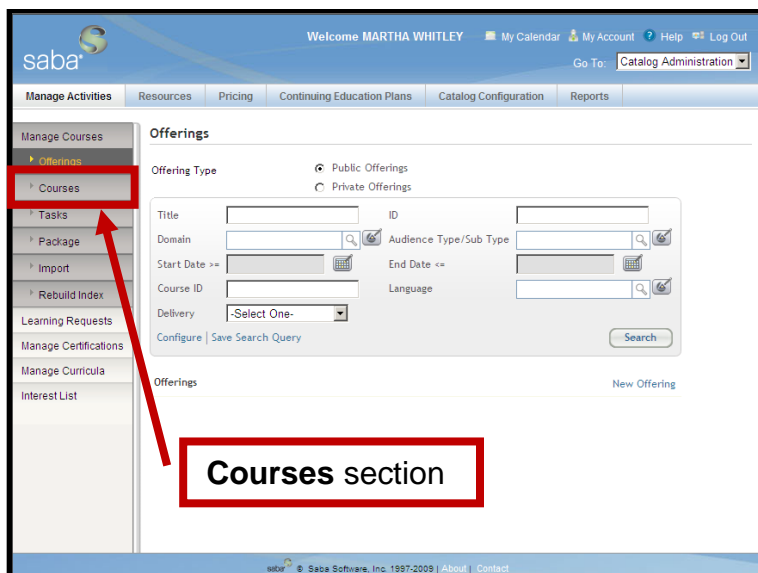 saba
Welcome MARTHA WHITLEY My Calendar My Account ? Help Log Out
Go To: Catalog Administration
Manage Activities Resources Pricing Continuing Education Plans Catalog Configuration Reports
Manage Courses
Offerings
Courses
Tasks
Package
Import
Rebuild Index
Learning Requests
Manage Certifications
Manage Curricula
Interest List
Offerings
Offering Type Public Offerings
Private Offerings
Title ID
Domain Audience Type/Sub Type
Start Date >= End Date <=
Course ID Language
Delivery -Select One-
Configure | Save Search Query Search
Offerings New Offering
Courses section
saba © Saba Software, Inc. 1997-2009 | About | Contact